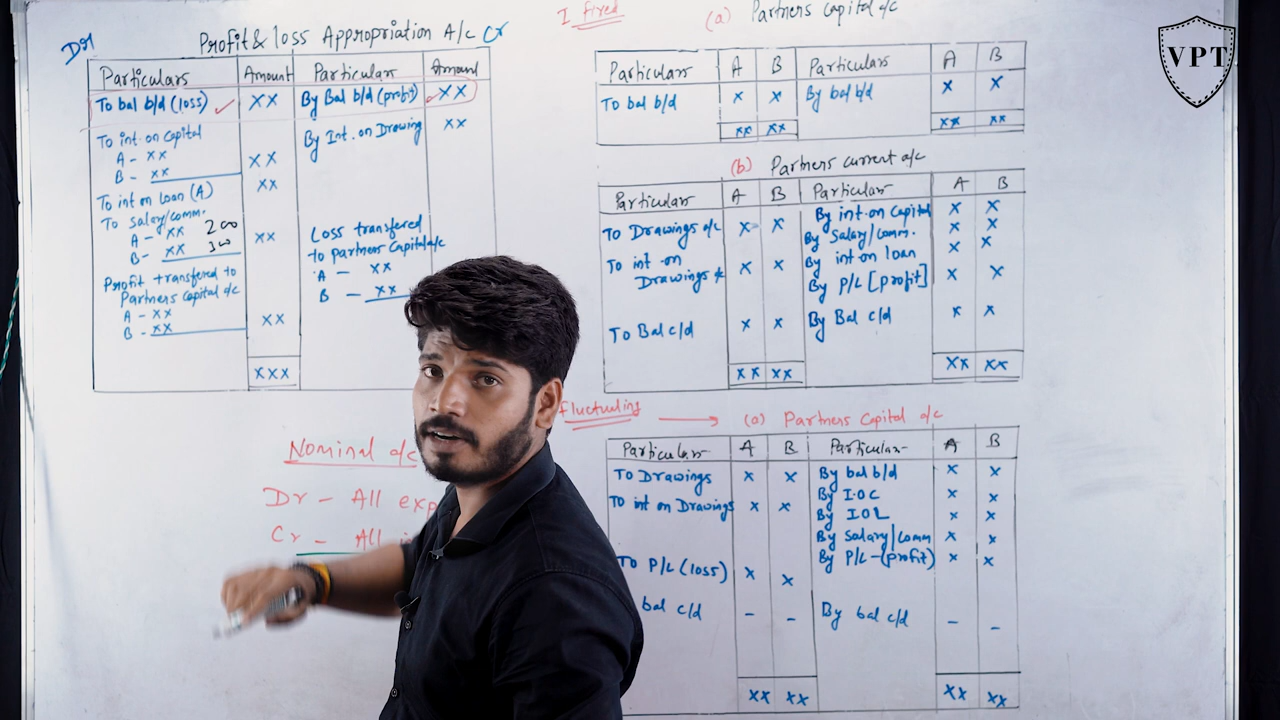 Dr Profit & loss Appropriation A/c Cr
Particulars Amount Particulars Amount
To bal b/d (loss) ✓ XX By Bal b/d (profit) ✓ XX
To int. on Capital By Int. on Drawing XX
A - XX
B - XX XX
To int on loan (A) XX
To Salary/comm.
A - XX 200
B - XX 300 XX
Loss transfered
to partners Capital a/c
A - XX
B - XX
Profit transfered to
Partners Capital a/c
A - XX
B - XX XX
XXX
Nominal a/c
Dr - All exp
Cr - All i
I fixed (a) Partners Capital a/c
Particulars A B Particulars A B
To bal b/d X X By bal b/d X X
XX XX XX XX
(b) Partners current a/c
Particulars A B Particulars A B
By int. on Capital X X
To Drawings a/c X X By Salary/comm. X X
To int on By int on loan X
Drawings X X By P/L [profit] X X
To Bal c/d X X By Bal c/d X X
XX XX XX XX
fluctuding → (a) Partners Capital a/c
Particulars A B Particulars A B
To Drawings X X By bal b/d X X
To int on Drawings X X By I.O.C X X
By I.O.L X X
By Salary/comm X X
To P/L (loss) X X By P/L - (profit) X X
bal c/d - - By bal c/d - -
XX XX XX XX
VPT